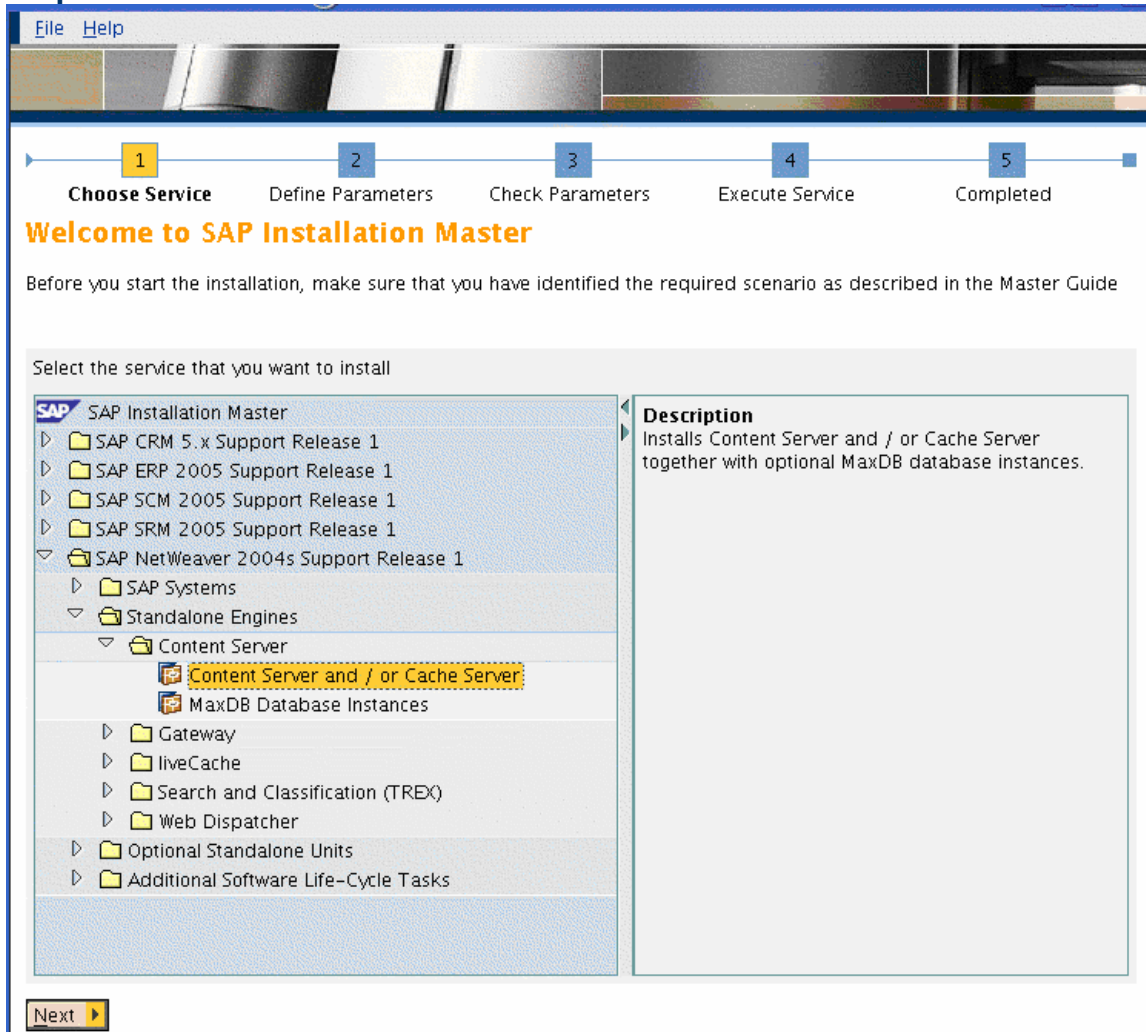 File Help
1 2 3 4 5
Choose Service Define Parameters Check Parameters Execute Service Completed
Welcome to SAP Installation Master
Before you start the installation, make sure that you have identified the required scenario as described in the Master Guide
Select the service that you want to install
SAP SAP Installation Master
SAP CRM 5.x Support Release 1
SAP ERP 2005 Support Release 1
SAP SCM 2005 Support Release 1
SAP SRM 2005 Support Release 1
SAP NetWeaver 2004s Support Release 1
SAP Systems
Standalone Engines
Content Server
Content Server and / or Cache Server
MaxDB Database Instances
Gateway
liveCache
Search and Classification (TREX)
Web Dispatcher
Optional Standalone Units
Additional Software Life-Cycle Tasks
Description
Installs Content Server and / or Cache Server
together with optional MaxDB database instances.
Next